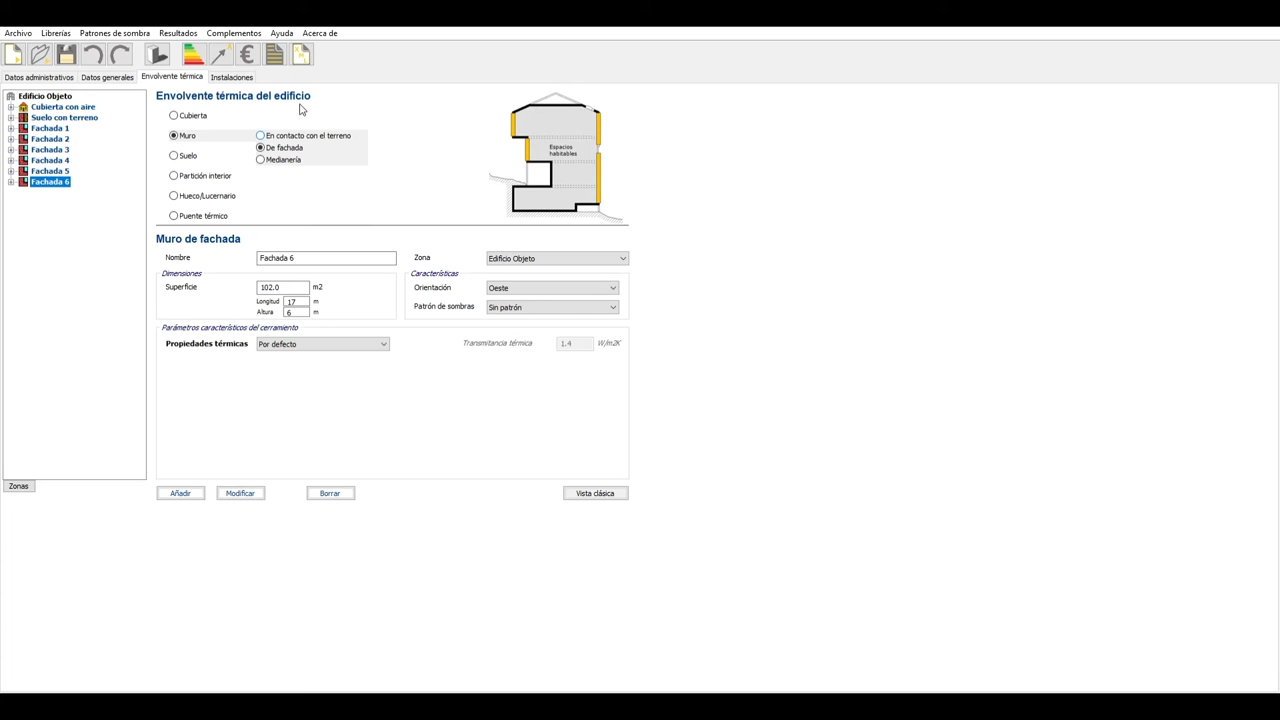 Archivo Librerías Patrones de sombra Resultados Complementos Ayuda Acerca de
Datos administrativos Datos generales Envolvente térmica Instalaciones
Edificio Objeto
Cubierta con aire
Suelo con terreno
Fachada 1
Fachada 2
Fachada 3
Fachada 4
Fachada 5
Fachada 6
Zonas
Envolvente térmica del edificio
Cubierta
Muro
En contacto con el terreno
De fachada
Medianería
Suelo
Partición interior
Hueco/Lucernario
Puente térmico
Espacios
habitables
Muro de fachada
Nombre Fachada 6 Zona Edificio Objeto
Dimensiones Características
Superficie 102.0 m2 Orientación Oeste
Longitud 17 m
Altura 6 m
Patrón de sombras Sin patrón
Parámetros característicos del cerramiento
Propiedades térmicas Por defecto Transmitancia térmica 1.4 W/m2K
Añadir Modificar Borrar Vista clásica